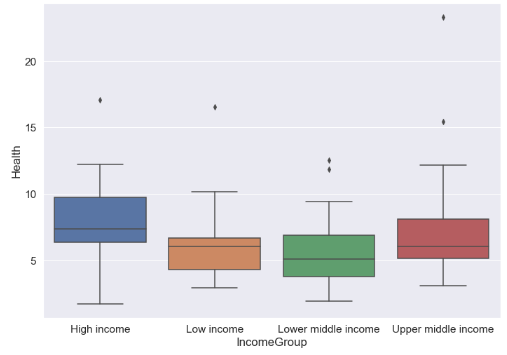 20
15
10
5
Health
High income
Low income
Lower middle income
Upper middle income
IncomeGroup